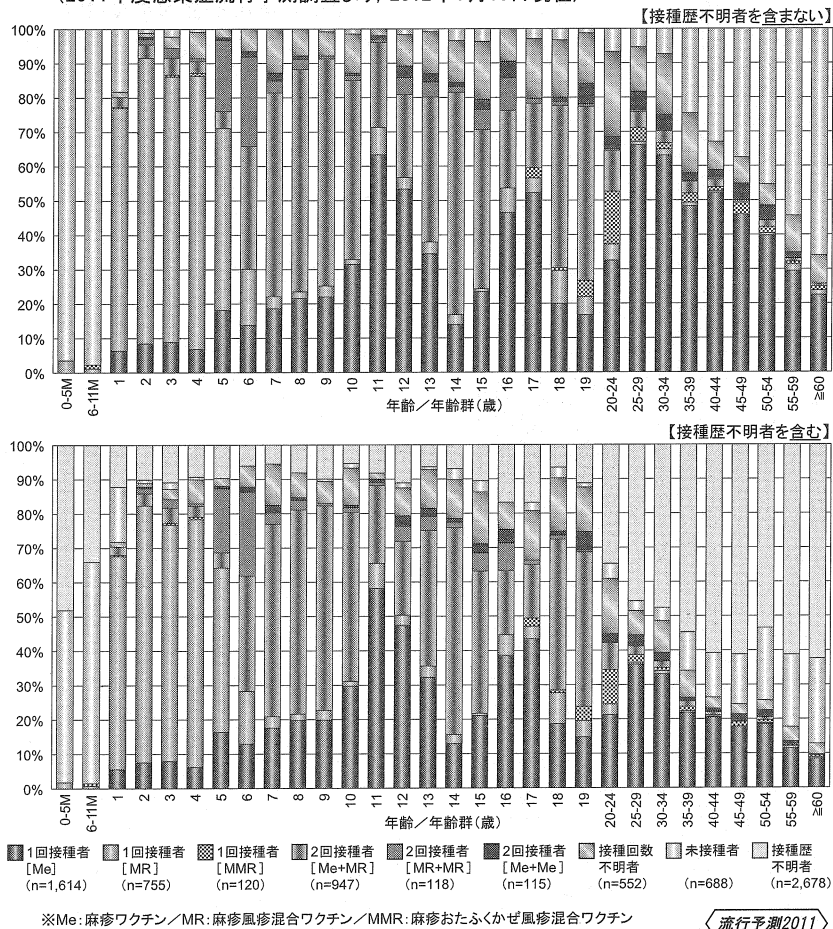 2011年度感染症流行予測調査より
【接種歴不明者を含まない】
100%
90%
80%
70%
60%
50%
40%
30%
20%
10%
0%
0-5M 6-11M 1 2 3 4 5 6 7 8 9 10 11 12 13 14 15 16 17 18 19 20-24 25-29 30-34 35-39 40-44 45-49 50-54 55-59 ≧60
年齢/年齢群(歳)
【接種歴不明者を含む】
100%
90%
80%
70%
60%
50%
40%
30%
20%
10%
0%
0-5M 6-11M 1 2 3 4 5 6 7 8 9 10 11 12 13 14 15 16 17 18 19 20-24 25-29 30-34 35-39 40-44 45-49 50-54 55-59 ≧60
年齢/年齢群(歳)
1回接種者 1回接種者 1回接種者 2回接種者 2回接種者 2回接種者 接種回数 未接種者 接種歴
[Me] [MR] [MMR] [Me+MR] [MR+MR] [Me+Me] 不明者 不明者
(n=1,614) (n=755) (n=120) (n=947) (n=118) (n=115) (n=552) (n=688) (n=2,678)
※Me:麻疹ワクチン/MR:麻疹風疹混合ワクチン/MMR:麻疹おたふくかぜ風疹混合ワクチン
流行予測2011